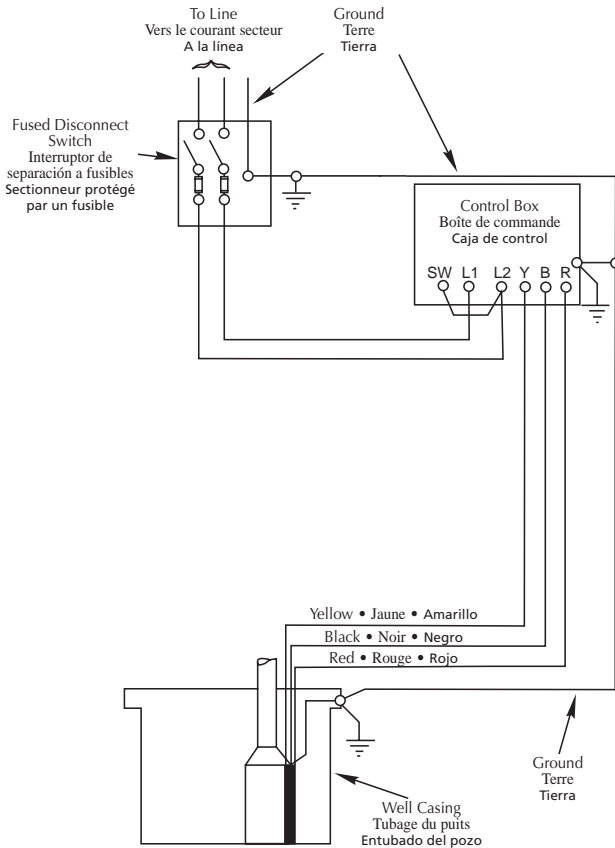 To Line
Vers le courant secteur
A la línea
Ground
Terre
Tierra
Fused Disconnect
Switch
Interruptor de
separación a fusibles
Sectionneur protégé
par un fusible
Control Box
Boîte de commande
Caja de control
SW L1 L2 Y B R
Yellow • Jaune • Amarillo
Black • Noir • Negro
Red • Rouge • Rojo
Ground
Terre
Tierra
Well Casing
Tubage du puits
Entubado del pozo